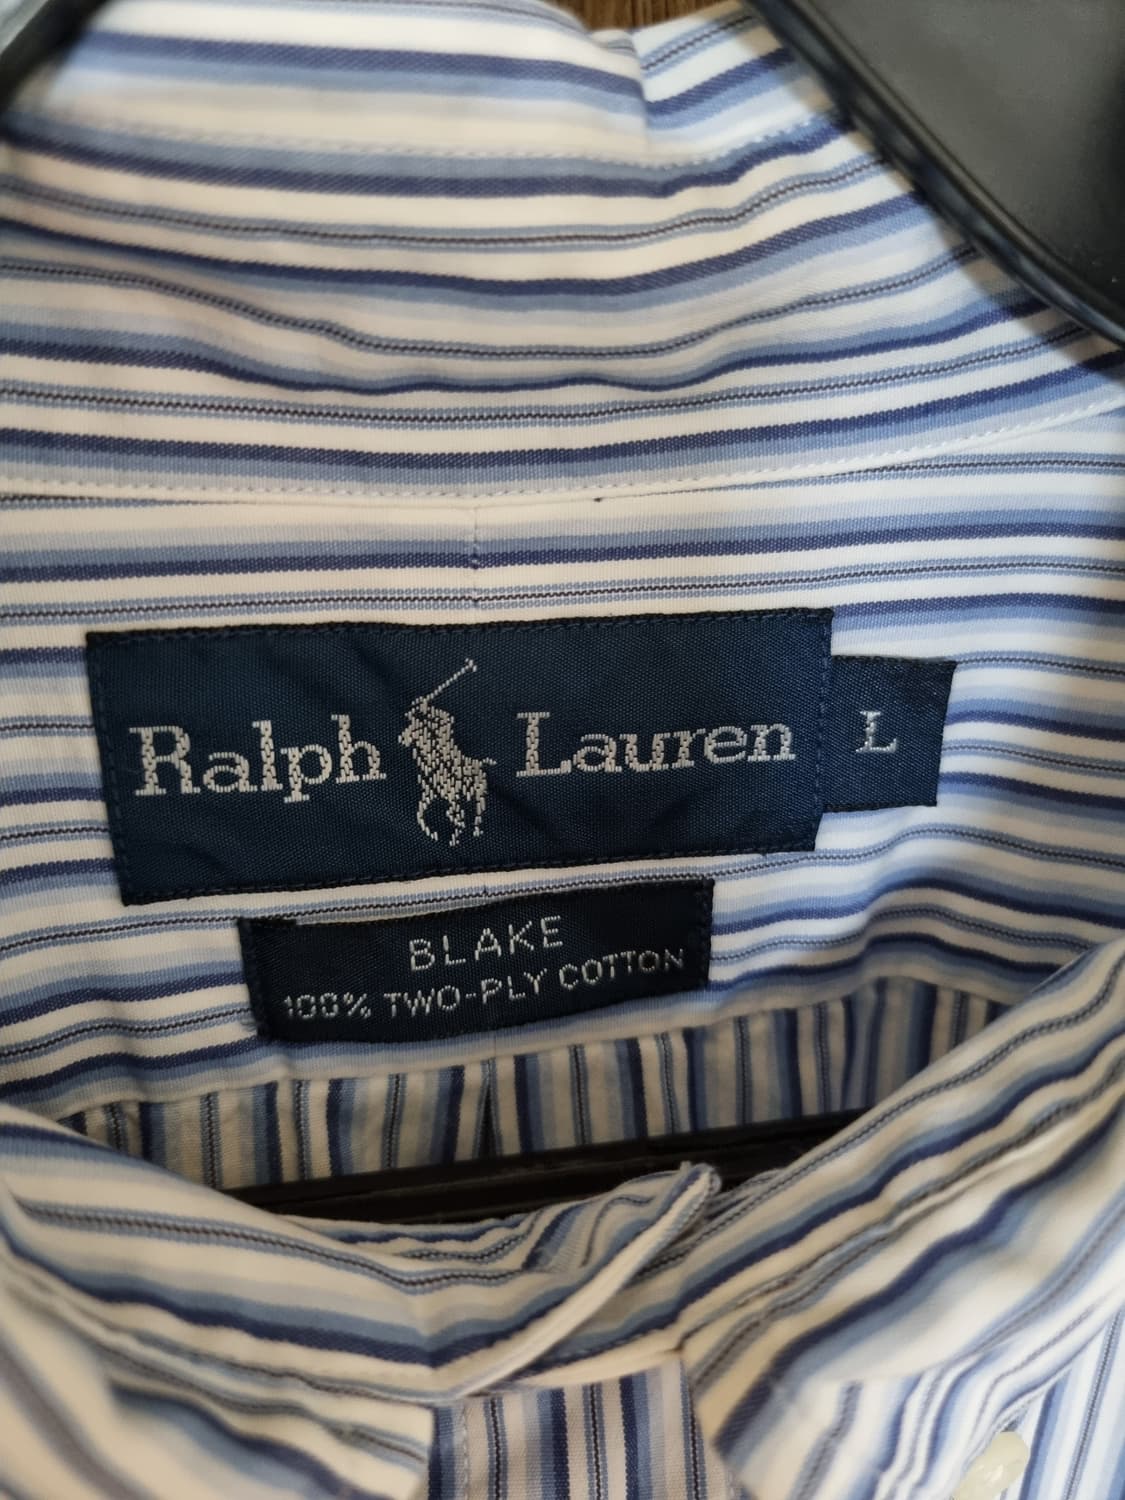 Ralph Lauren L
BLAKE
100% TWO-PLY COTTON